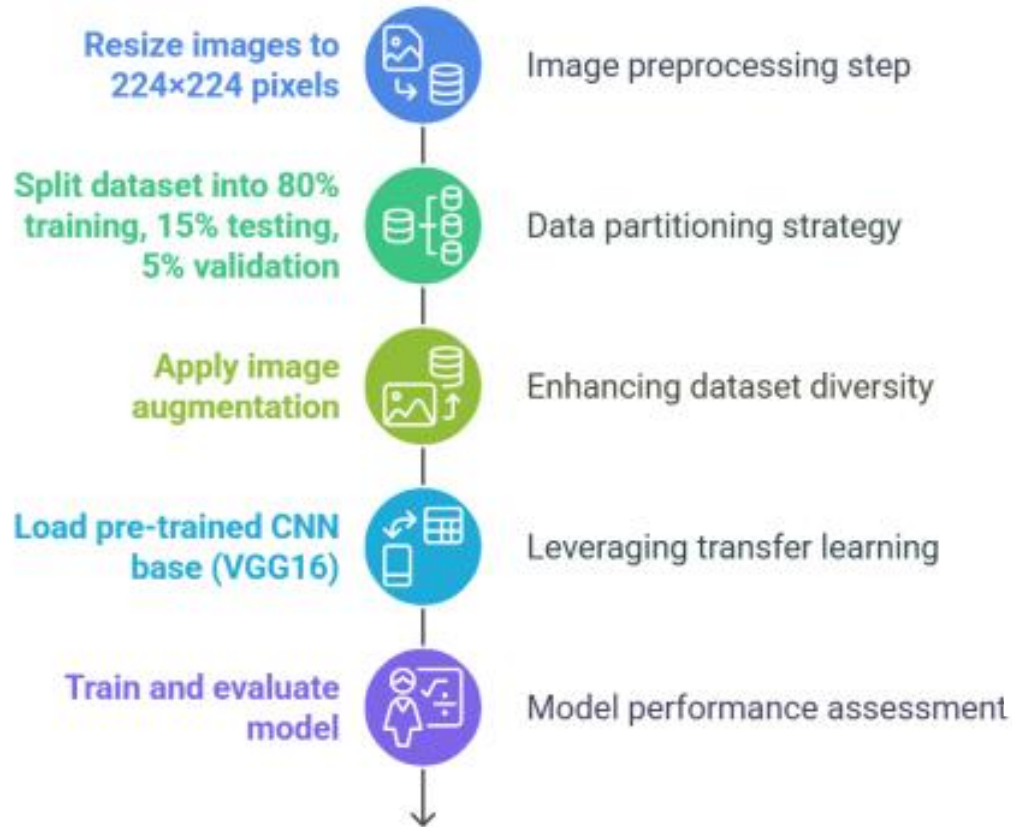 Resize images to
224×224 pixels
Image preprocessing step
Split dataset into 80%
training, 15% testing,
5% validation
Data partitioning strategy
Apply image
augmentation
Enhancing dataset diversity
Load pre-trained CNN
base (VGG16)
Leveraging transfer learning
Train and evaluate
model
Model performance assessment